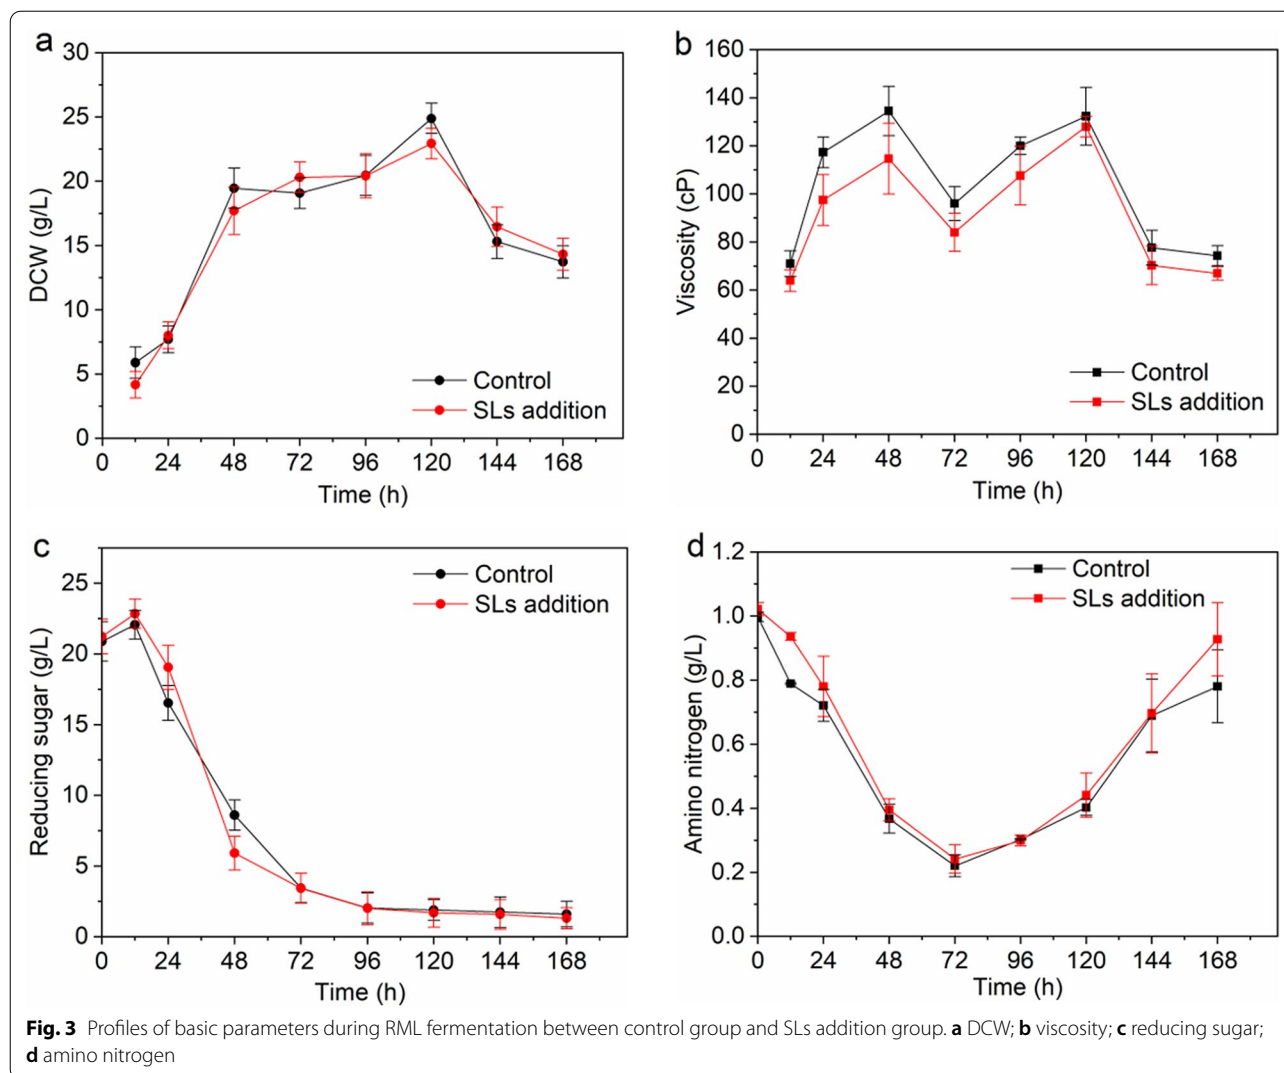 a
30
25
20
15
10
5
0
DCW (g/L)
Control
SLs addition
0 24 48 72 96 120 144 168
Time (h)
b
160
140
120
100
80
60
40
20
0
Viscosity (cP)
Control
SLs addition
0 24 48 72 96 120 144 168
Time (h)
c
25
20
15
10
5
0
Reducing sugar (g/L)
Control
SLs addition
0 24 48 72 96 120 144 168
Time (h)
d
1.2
1.0
0.8
0.6
0.4
0.2
0.0
Amino nitrogen (g/L)
Control
SLs addition
0 24 48 72 96 120 144 168
Time (h)
Fig. 3 Profiles of basic parameters during RML fermentation between control group and SLs addition group. a DCW; b viscosity; c reducing sugar;
d amino nitrogen